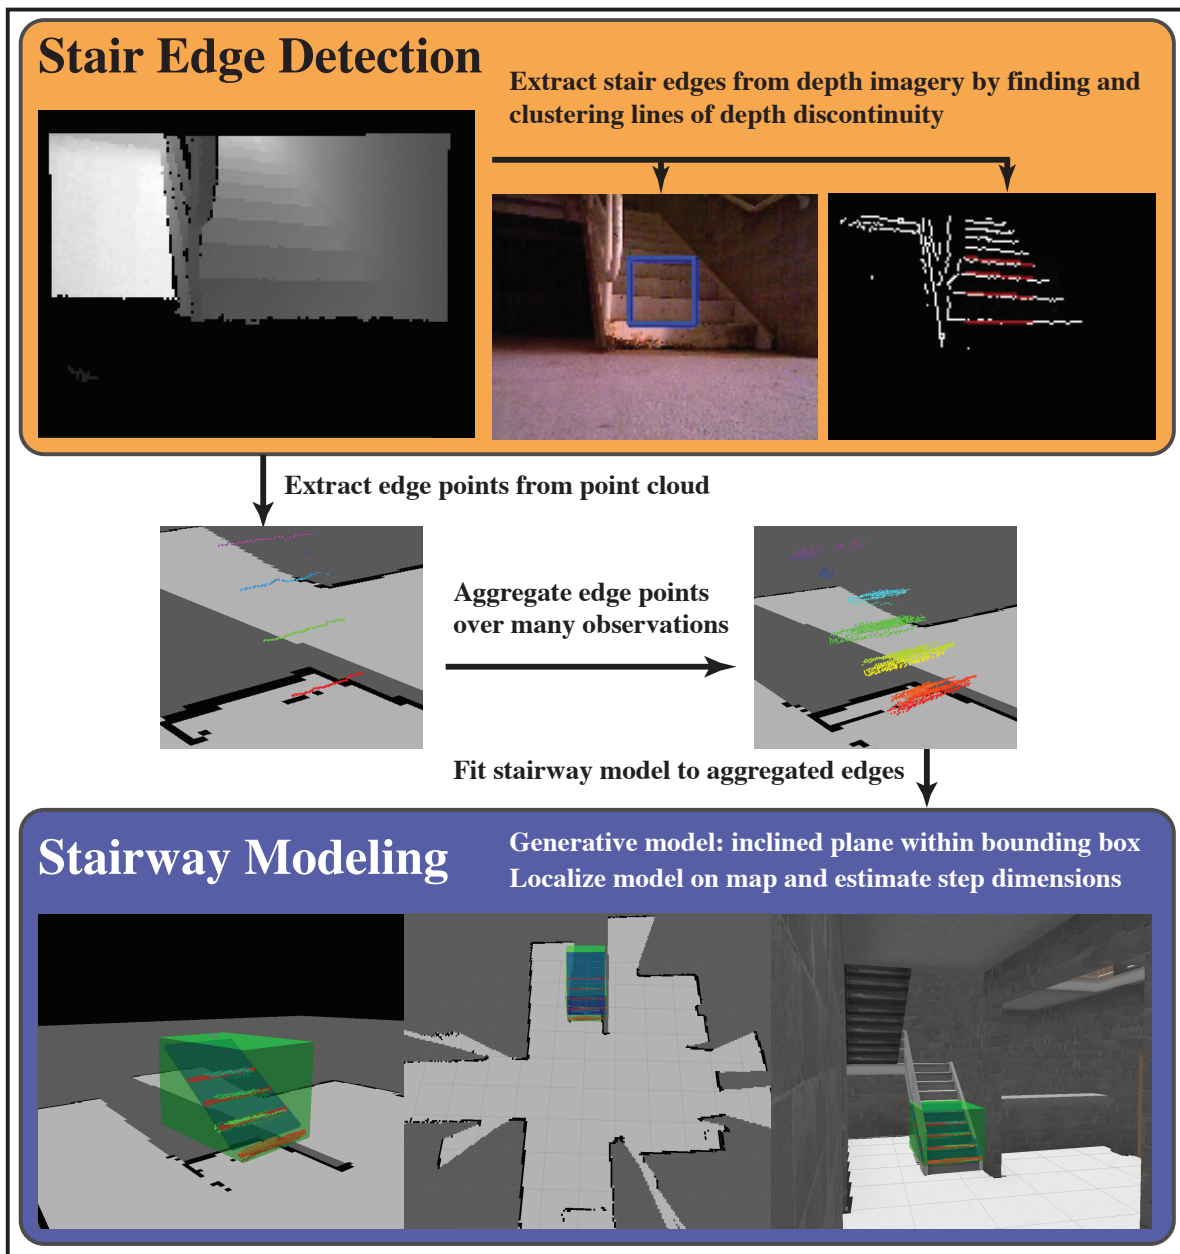 Stair Edge Detection
Extract stair edges from depth imagery by finding and
clustering lines of depth discontinuity
Extract edge points from point cloud
Aggregate edge points
over many observations
Fit stairway model to aggregated edges
Stairway Modeling
Generative model: inclined plane within bounding box
Localize model on map and estimate step dimensions